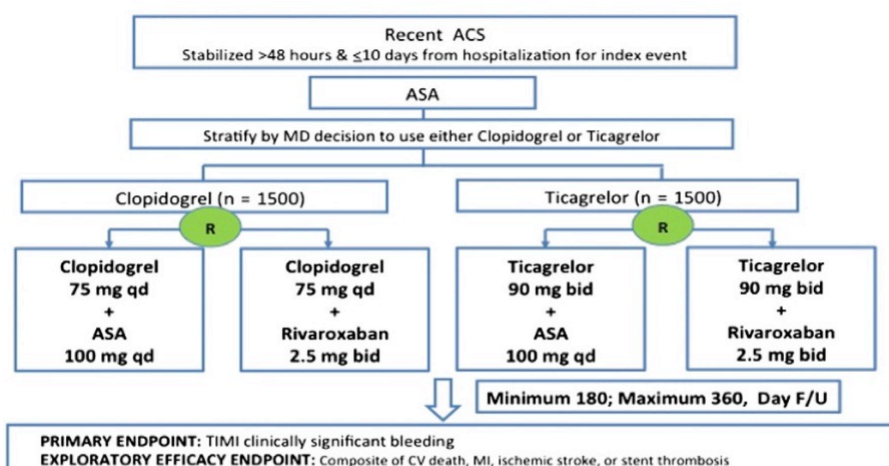 Recent ACS
Stabilized >48 hours & ≤10 days from hospitalization for index event
ASA
Stratify by MD decision to use either Clopidogrel or Ticagrelor
Clopidogrel (n = 1500)
Ticagrelor (n = 1500)
R
R
Clopidogrel
75 mg qd
+
ASA
100 mg qd
Clopidogrel
75 mg qd
+
Rivaroxaban
2.5 mg bid
Ticagrelor
90 mg bid
+
ASA
100 mg qd
Ticagrelor
90 mg bid
+
Rivaroxaban
2.5 mg bid
Minimum 180; Maximum 360, Day F/U
PRIMARY ENDPOINT: TIMI clinically significant bleeding
EXPLORATORY EFFICACY ENDPOINT: Composite of CV death, MI, ischemic stroke, or stent thrombosis